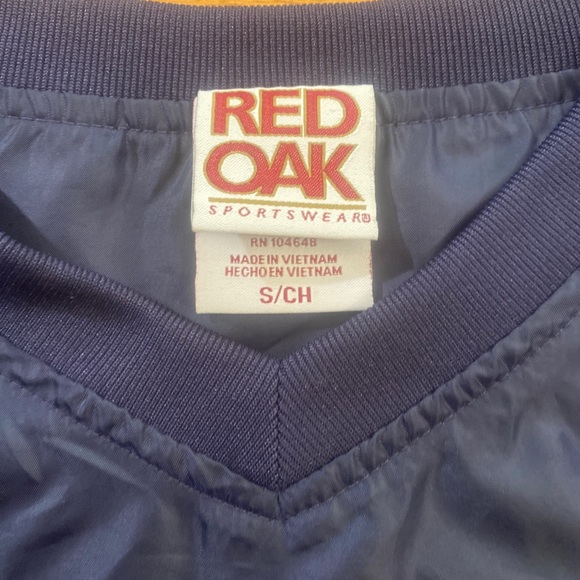 RED
OAK
SPORTSWEAR®
RN 104648
MADE IN VIETNAM
HECHO EN VIETNAM
S/CH